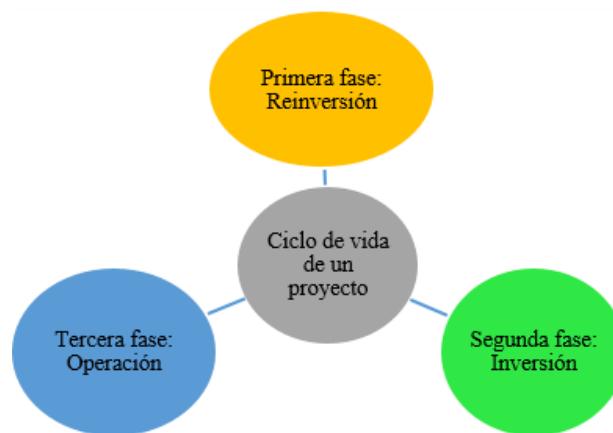 Primera fase:
Reinversión
Ciclo de vida
de un
proyecto
Tercera fase:
Operación
Segunda fase:
Inversión